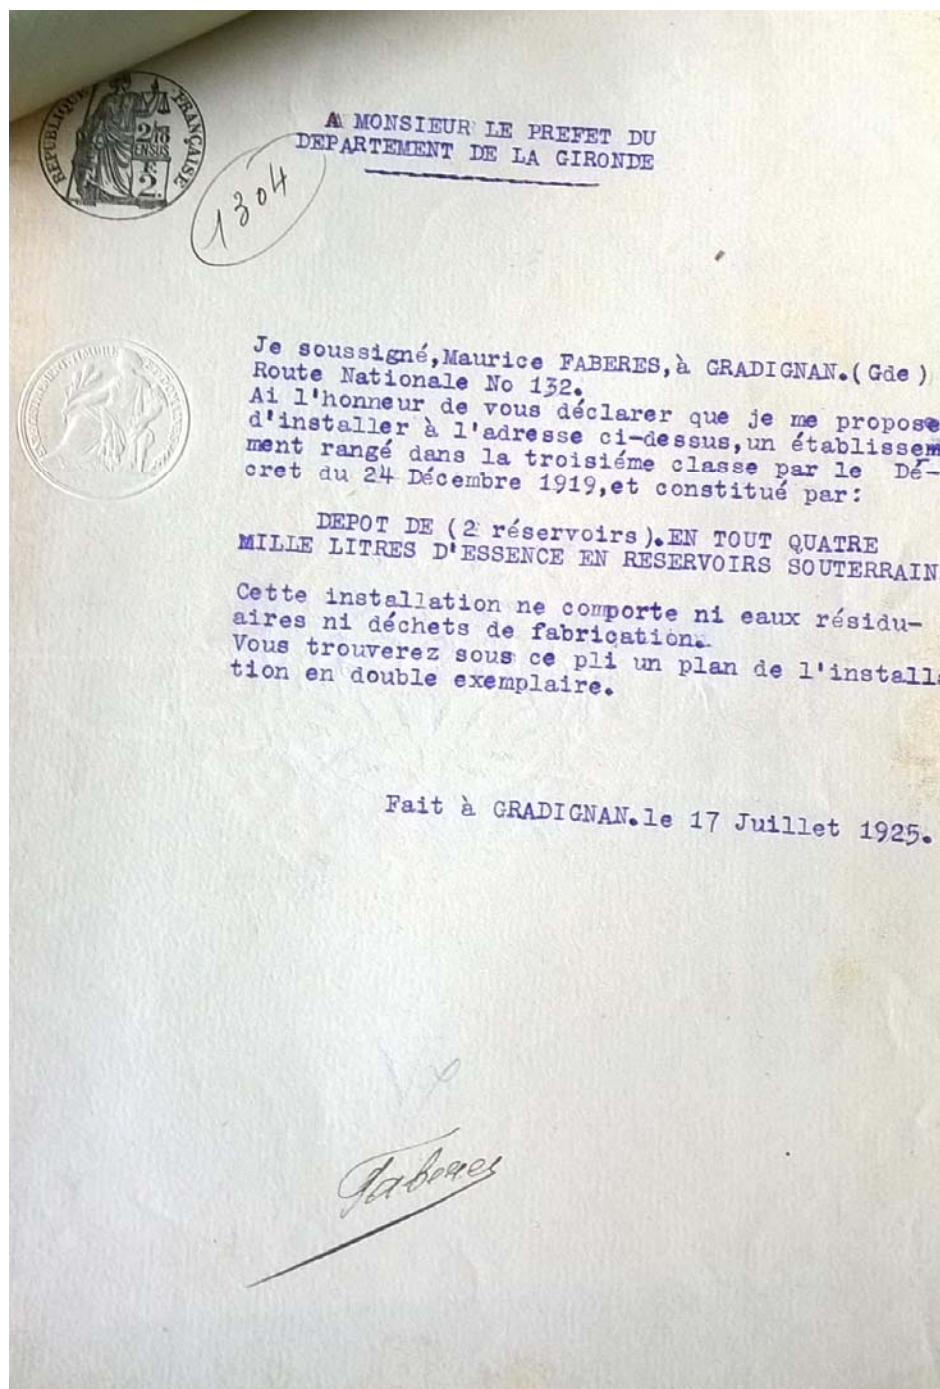 RÉPUBLIQUE FRANÇAISE
2/10
EN SUS
2
A MONSIEUR LE PREFET DU
DEPARTEMENT DE LA GIRONDE
1304
Je soussigné,Maurice FABERES,à GRADIGNAN.(Gde)
Route Nationale No 132.
Ai l'honneur de vous déclarer que je me propose
d'installer à l'adresse ci-dessus,un établissem
ment rangé dans la troisiéme classe par le Dé-
cret du 24 Décembre 1919,et constitué par:
DEPOT DE (2 réservoirs).EN TOUT QUATRE
MILLE LITRES D'ESSENCE EN RESERVOIRS SOUTERRAIN
Cette installation ne comporte ni eaux résidu-
aires ni déchets de fabrication.
Vous trouverez sous ce pli un plan de l'installa
tion en double exemplaire.
Fait à GRADIGNAN.le 17 Juillet 1925.
Faberes